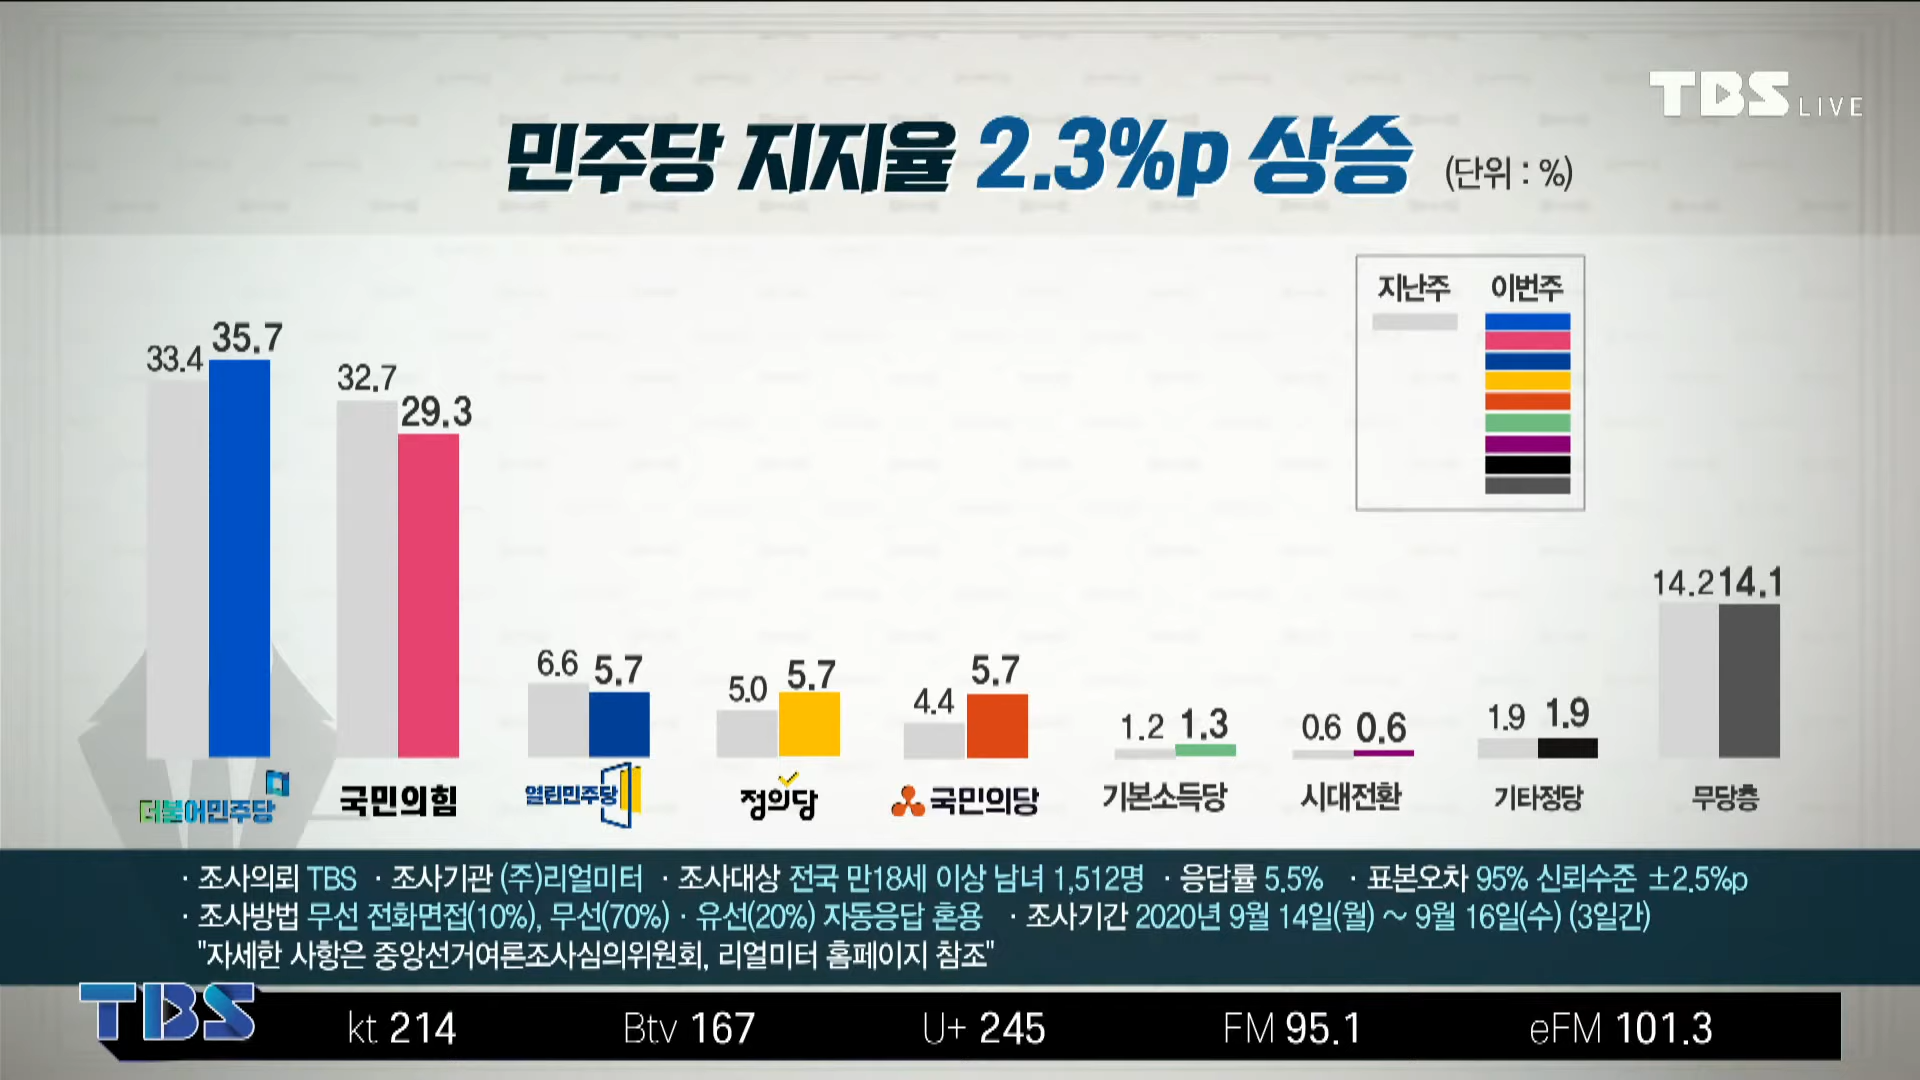 TBS LIVE
민주당 지지율 2.3%p 상승 (단위 : %)
지난주 이번주
33.4 35.7
32.7 29.3
6.6 5.7
5.0 5.7
4.4 5.7
1.2 1.3
0.6 0.6
1.9 1.9
14.2 14.1
더불어민주당 국민의힘 열린민주당 정의당 국민의당 기본소득당 시대전환 기타정당 무당층
· 조사의뢰 TBS · 조사기관 (주)리얼미터 · 조사대상 전국 만18세 이상 남녀 1,512명 · 응답률 5.5% · 표본오차 95% 신뢰수준 ±2.5%p
· 조사방법 무선 전화면접(10%), 무선(70%) · 유선(20%) 자동응답 혼용 · 조사기간 2020년 9월 14일(월) ~ 9월 16일(수) (3일간)
"자세한 사항은 중앙선거여론조사심의위원회, 리얼미터 홈페이지 참조"
TBS kt 214 Btv 167 U+ 245 FM 95.1 eFM 101.3